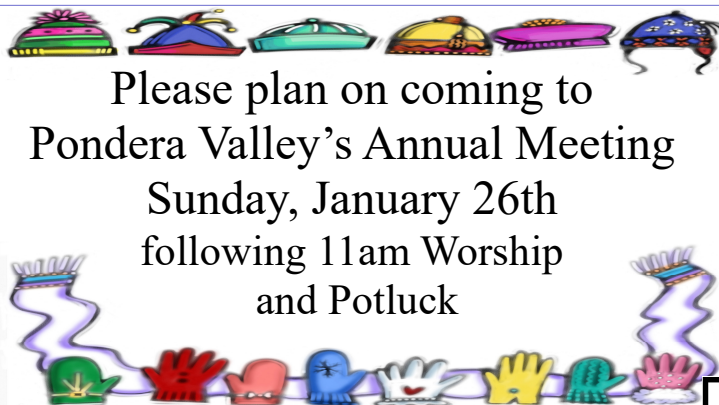 Please plan on coming to
Pondera Valley’s Annual Meeting
Sunday, January 26th
following 11am Worship
and Potluck